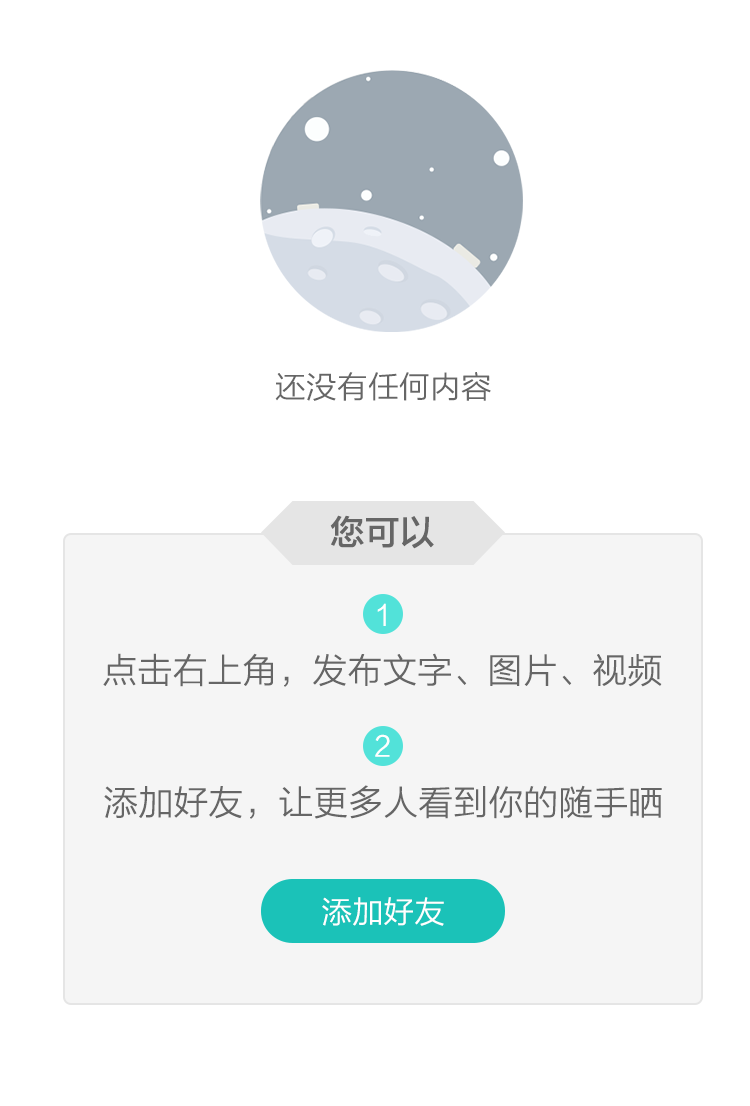 还没有任何内容
您可以
1
点击右上角，发布文字、图片、视频
2
添加好友，让更多人看到你的随手晒
添加好友